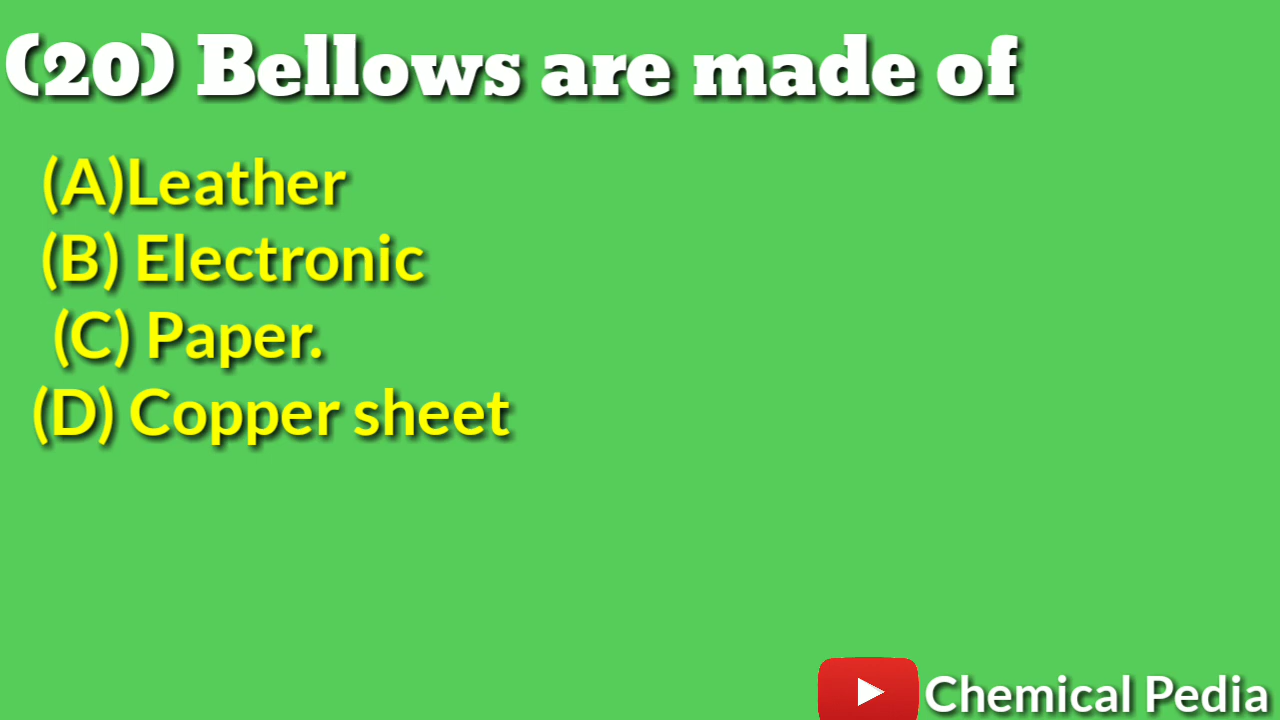 (20) Bellows are made of
(A)Leather
(B) Electronic
(C) Paper.
(D) Copper sheet
Chemical Pedia